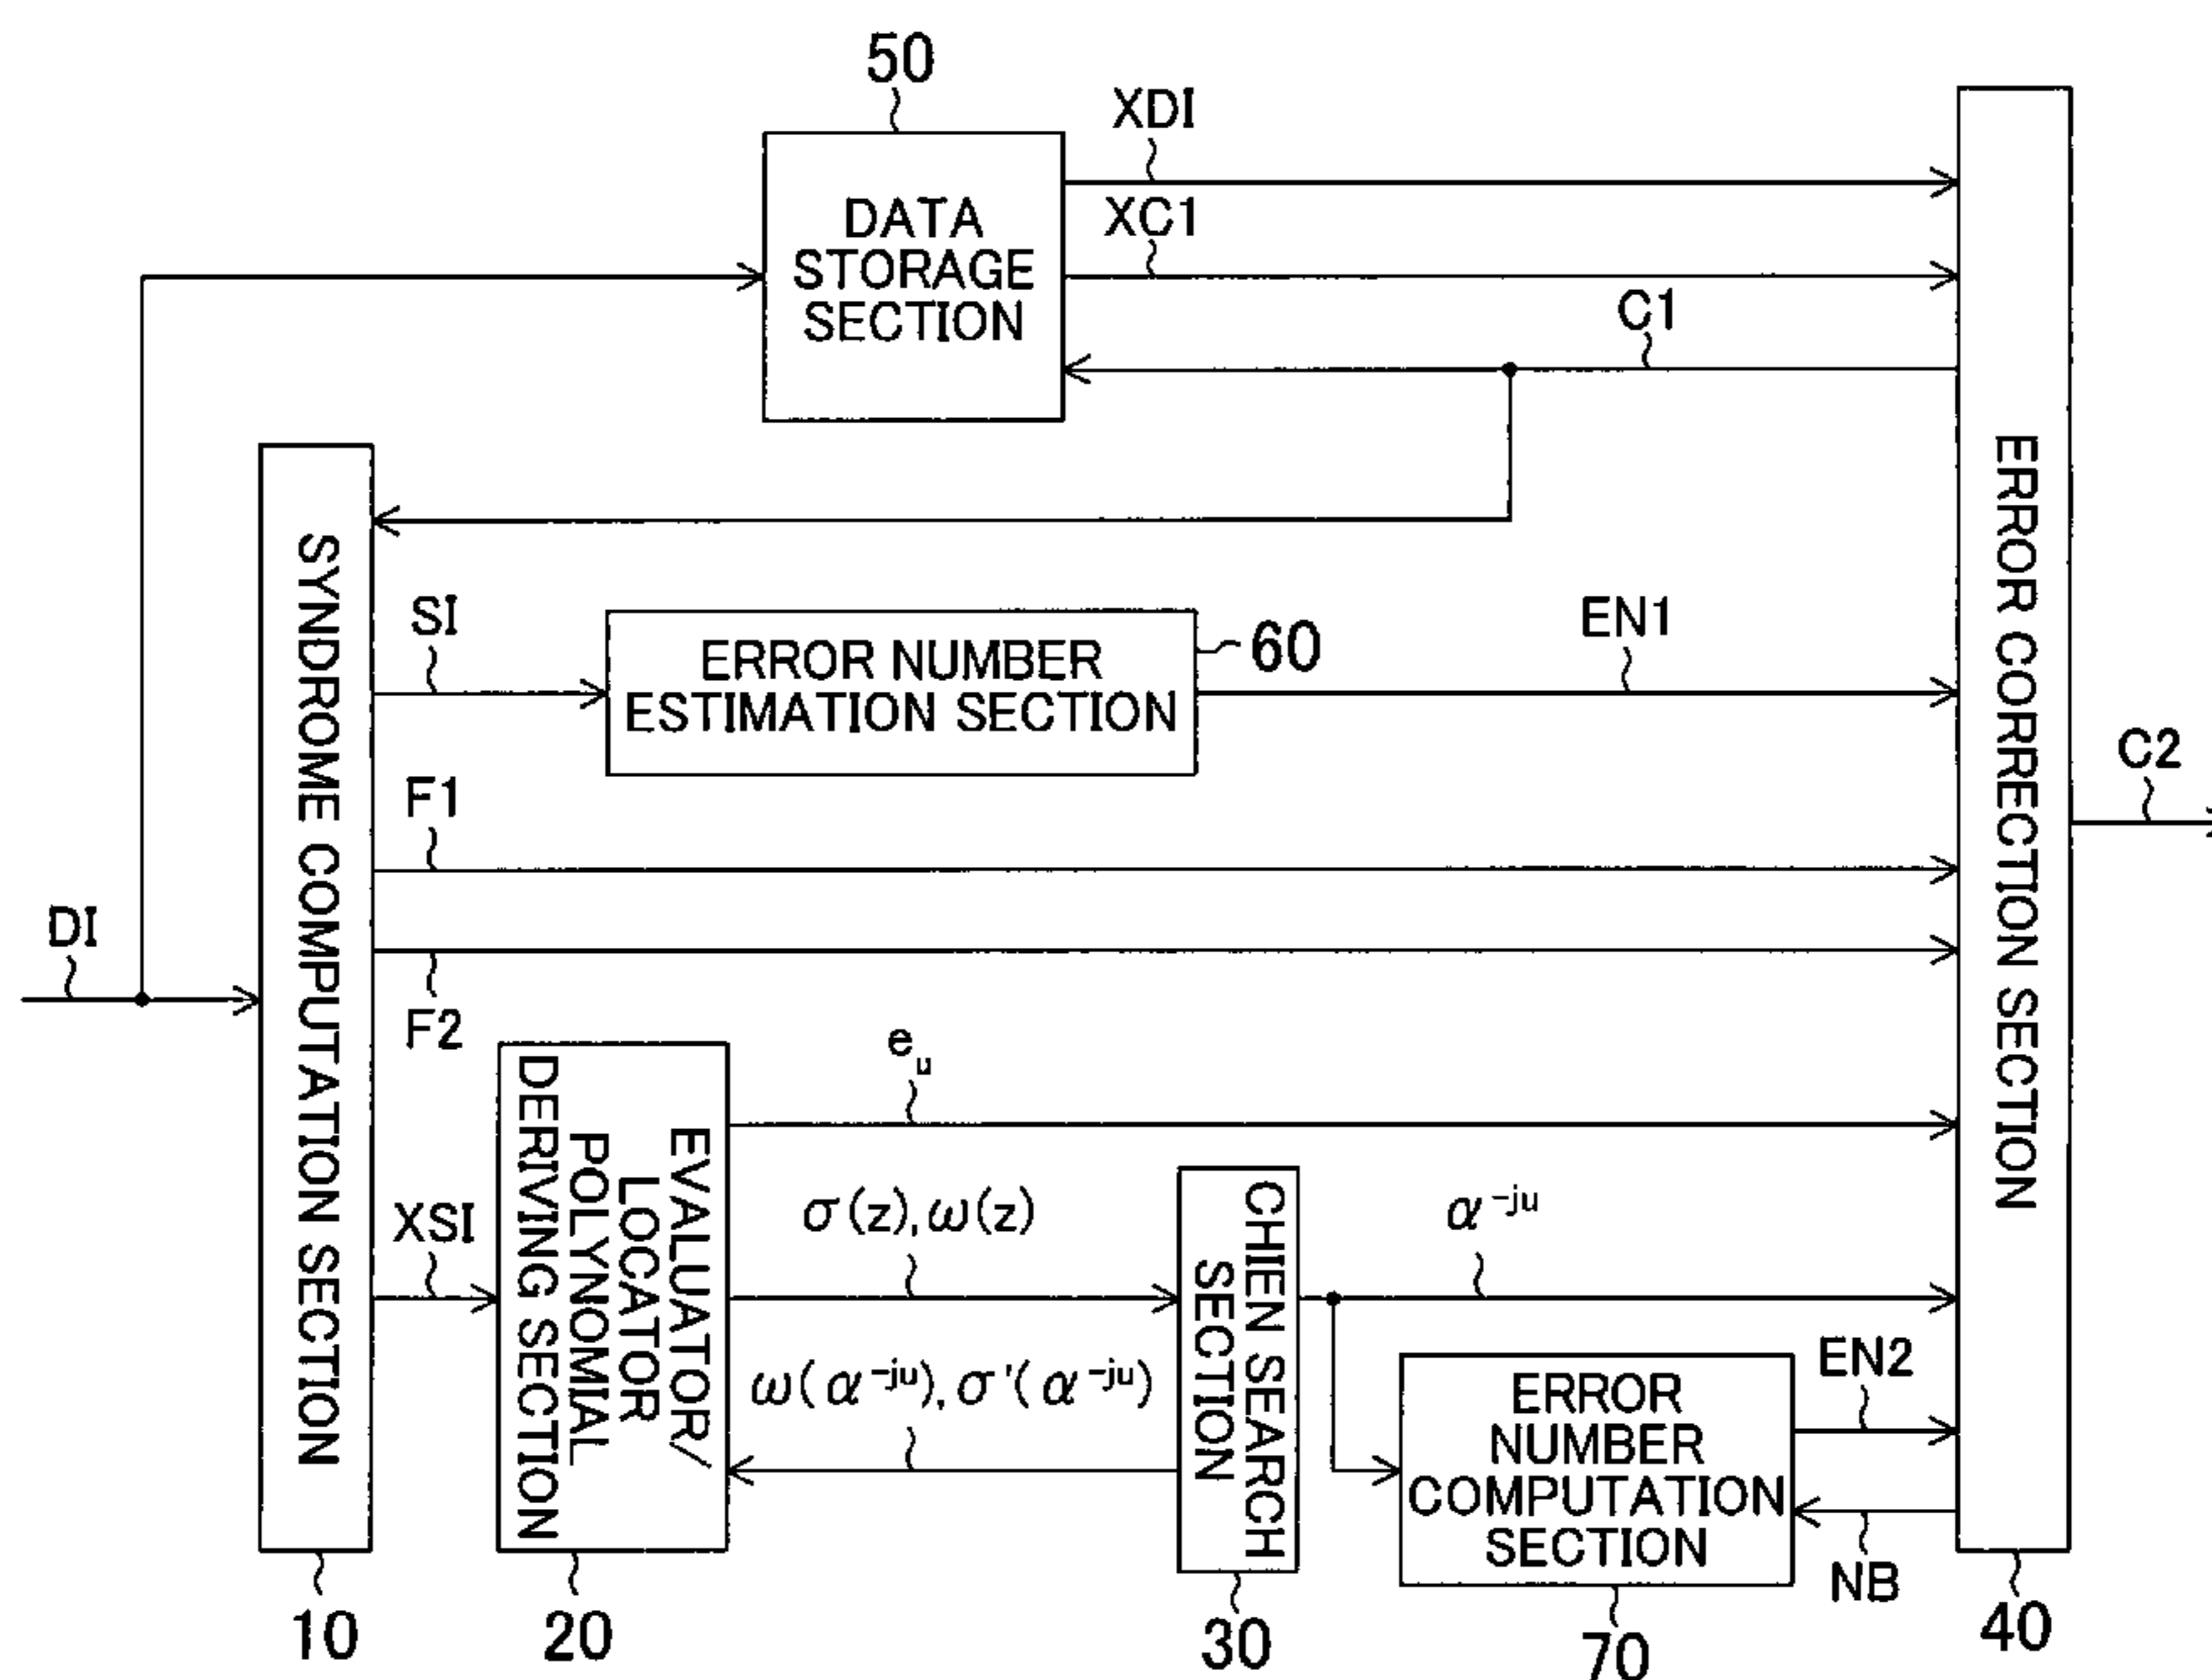 50
XDI
DATA
STORAGE
SECTION
XC1
C1
SYNDROME COMPUTATION SECTION
SI
ERROR NUMBER
ESTIMATION SECTION
60
EN1
ERROR CORRECTION SECTION
C2
F1
DI
F2
EVALUATOR/
LOCATOR
POLYNOMIAL
DERIVING SECTION
e_u
XSI
σ(z), ω(z)
CHIEN SEARCH
SECTION
α^-ju
ω(α^-ju), σ'(α^-ju)
ERROR
NUMBER
COMPUTATION
SECTION
EN2
NB
10
20
30
70
40